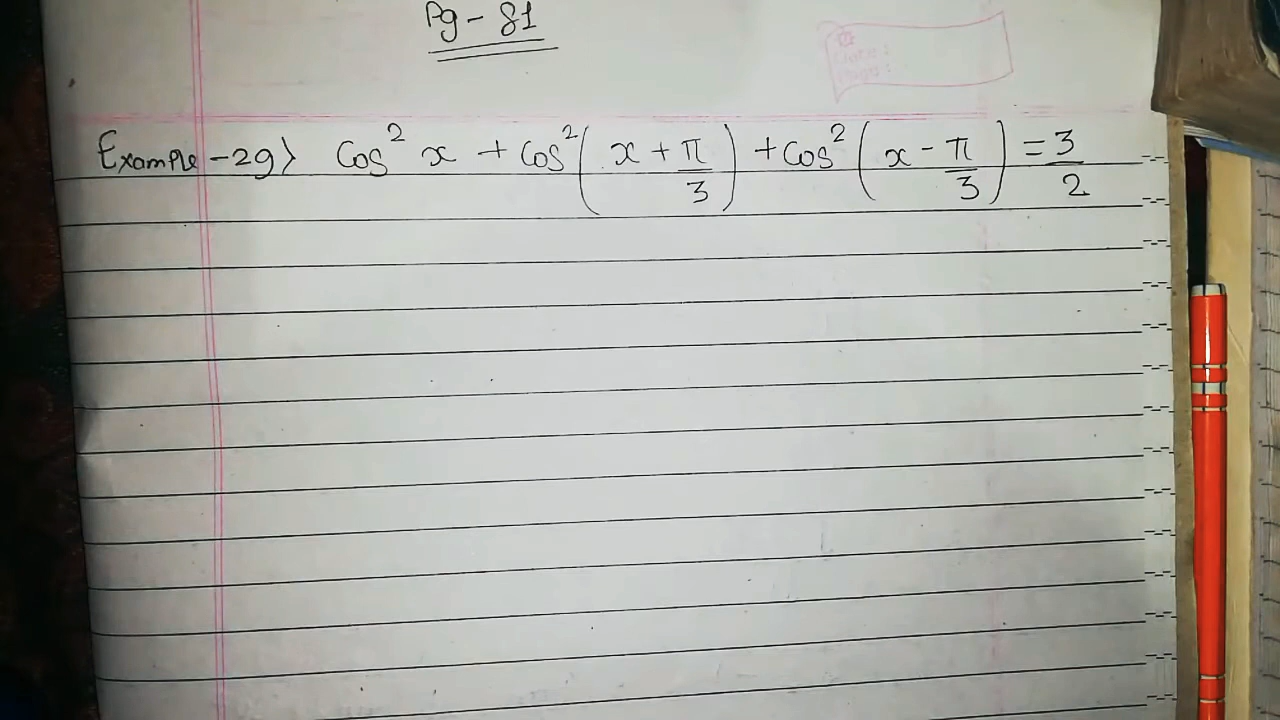 Pg - 81
Example - 29) Cos² x + Cos² (x + π/3) + Cos² (x - π/3) = 3/2